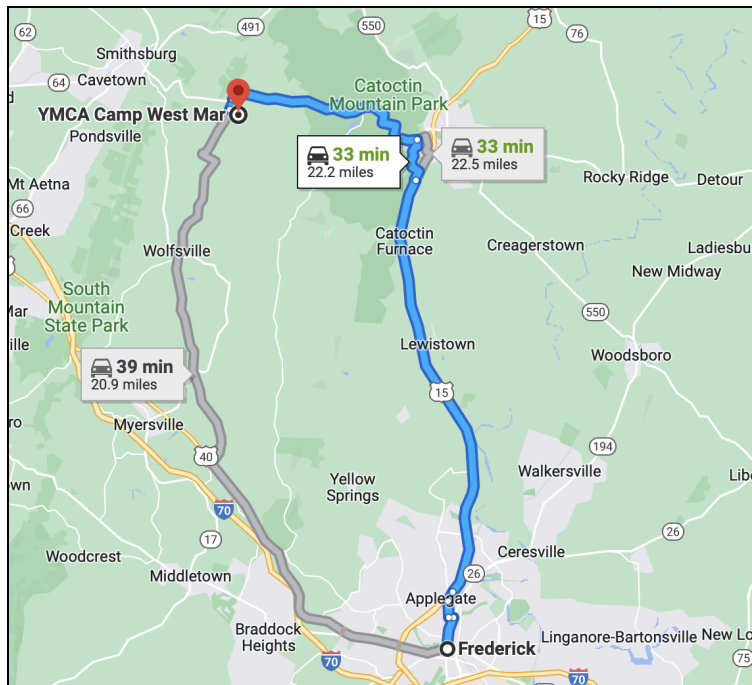 62
491
15
76
Smithsburg
64
Cavetown
Catoctin
Mountain Park
YMCA Camp West Mar
Pondsville
33 min
22.2 miles
33 min
22.5 miles
Mt Aetna
66
Creek
Rocky Ridge
Detour
Catoctin
Furnace
Creagerstown
Ladiesbu
Wolfsville
New Midway
South
Mountain
State Park
Mar
ille
550
39 min
20.9 miles
Lewistown
Woodsboro
15
ro
Myersville
40
194
own
Yellow
Springs
Walkersville
Libe
70
17
26
Woodcrest
Middletown
Ceresville
26
Applegate
Braddock
Heights
Frederick
Linganore-Bartonsville
New Lo
70
70
75